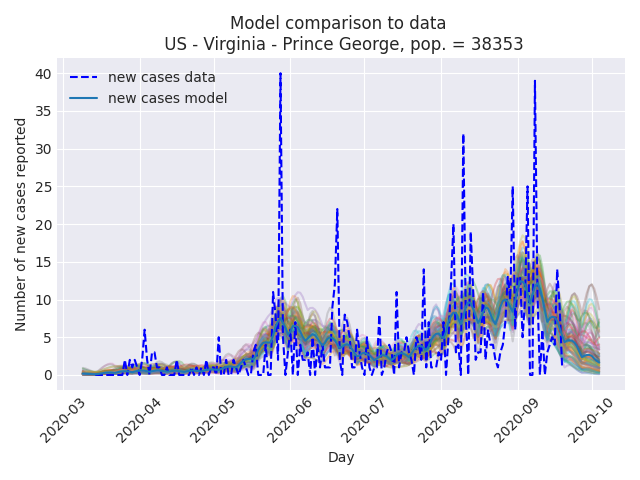 Model comparison to data
US - Virginia - Prince George, pop. = 38353
new cases data
new cases model
Number of new cases reported
40
35
30
25
20
15
10
5
0
2020-03
2020-04
2020-05
2020-06
2020-07
2020-08
2020-09
2020-10
Day